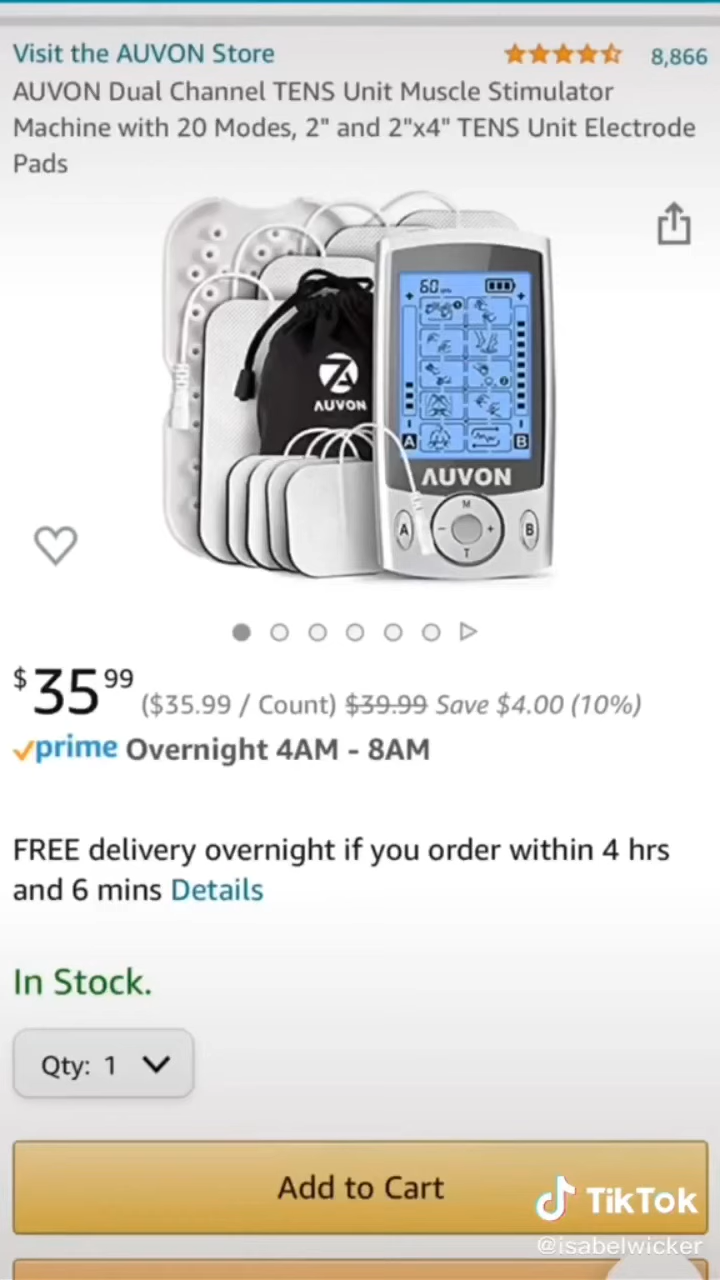 Visit the AUVON Store
8,866
AUVON Dual Channel TENS Unit Muscle Stimulator
Machine with 20 Modes, 2" and 2"x4" TENS Unit Electrode
Pads
60
AUVON
A
B
AUVON
M
A
- +
B
T
$35 99 ($35.99 / Count) $39.99 Save $4.00 (10%)
prime Overnight 4AM - 8AM
FREE delivery overnight if you order within 4 hrs
and 6 mins Details
In Stock.
Qty: 1
Add to Cart
TikTok
@isabelwicker